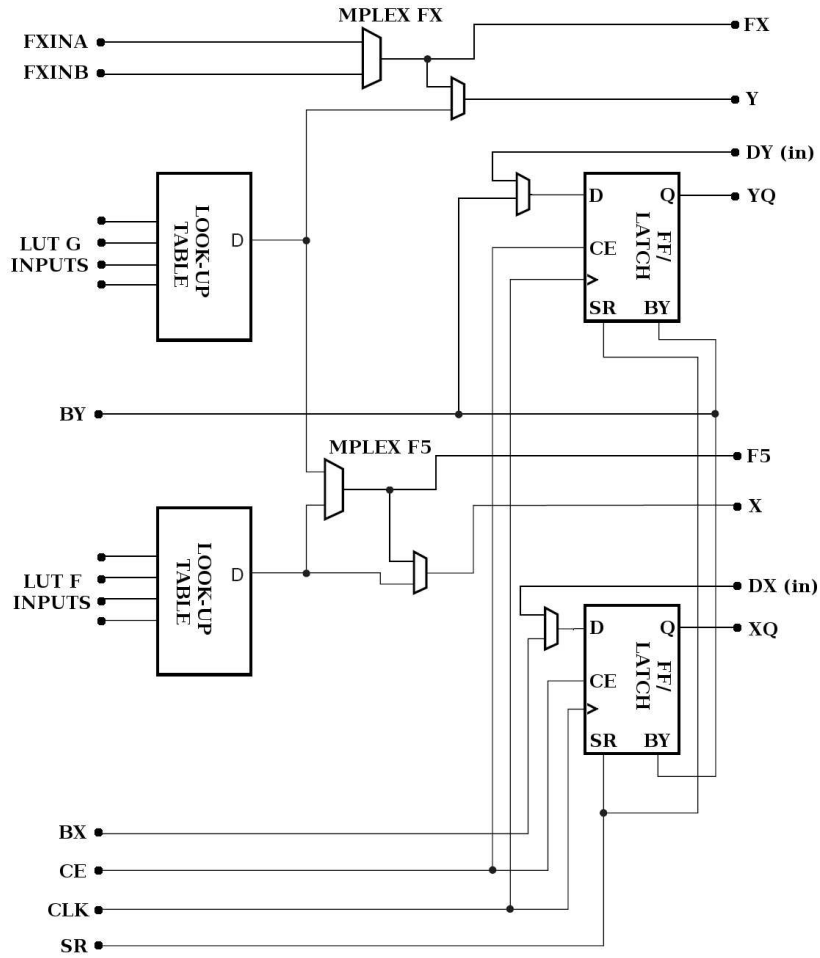 MPLEX FX
FXINA
FX
FXINB
Y
DY (in)
LOOK-UP
TABLE
D
D
Q
YQ
FF/
LATCH
LUT G
INPUTS
CE
SR
BY
BY
MPLEX F5
F5
X
LOOK-UP
TABLE
D
LUT F
INPUTS
DX (in)
D
Q
XQ
FF/
LATCH
CE
SR
BY
BX
CE
CLK
SR